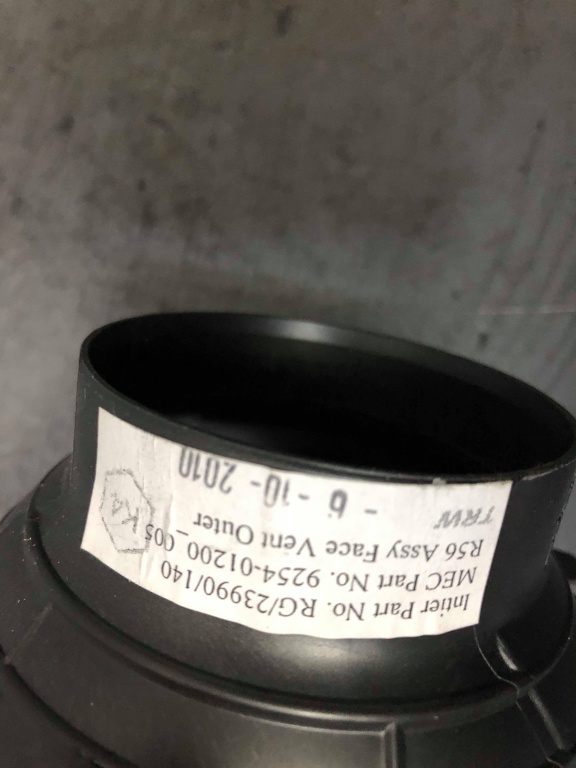 Intier Part No. RG/23990/140
MEC Part No. 9254-01200_005
R56 Assy Face Vent Outer
TRW - 6 - 10 - 2010